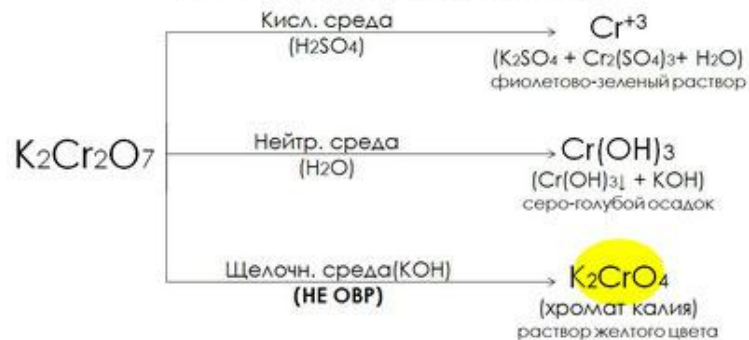 Кисл. среда
(H2SO4)
Cr+3
(K2SO4 + Cr2(SO4)3+ H2O)
фиолетово-зеленый раствор
K2Cr2O7
Нейтр. среда
(H2O)
Cr(OH)3
(Cr(OH)3↓ + KOH)
серо-голубой осадок
Щелочн. среда(KOH)
(НЕ ОВР)
K2CrO4
(хромат калия)
раствор желтого цвета